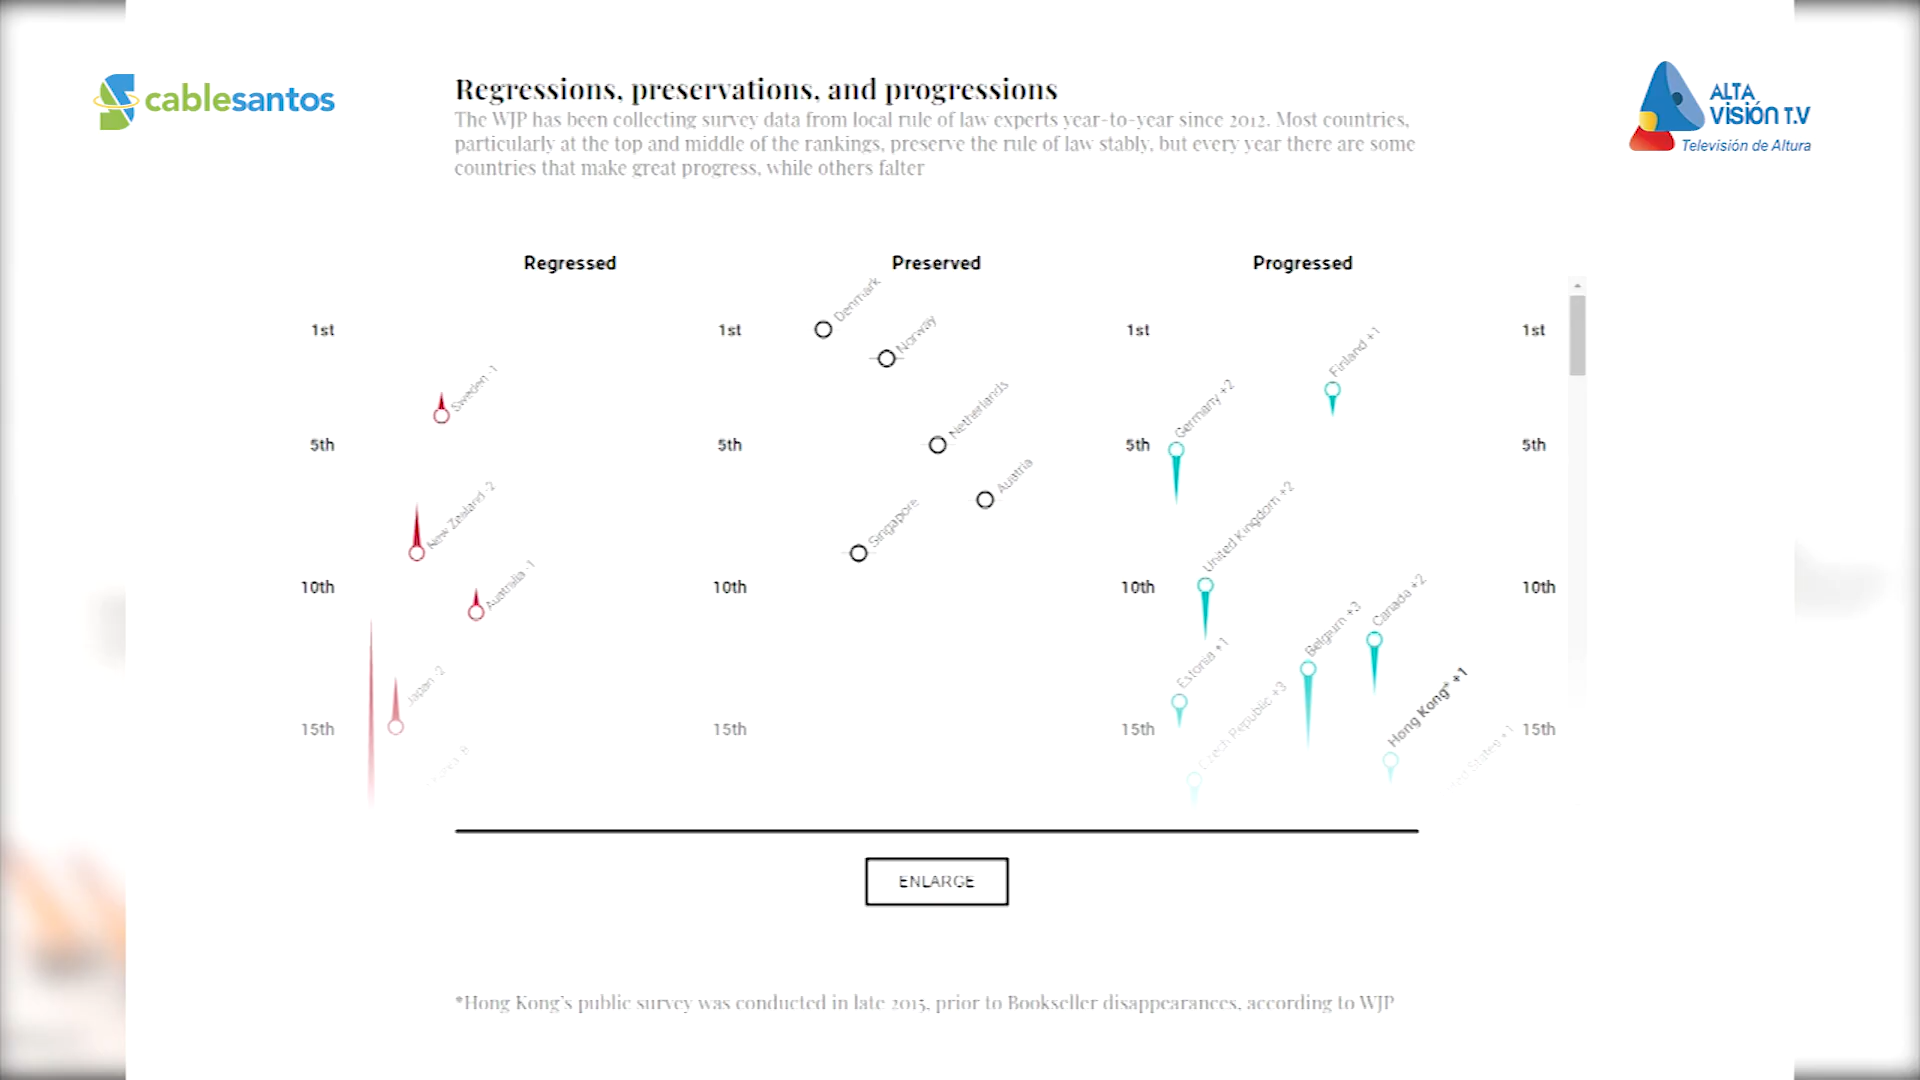 cablesantos
ALTA
VISIÓN T.V
Televisión de Altura
Regressions, preservations, and progressions
The WJP has been collecting survey data from local rule of law experts year-to-year since 2012. Most countries,
particularly at the top and middle of the rankings, preserve the rule of law stably, but every year there are some
countries that make great progress, while others falter
Regressed
Preserved
Progressed
1st
1st
1st
1st
Denmark
Norway
Finland +1
Sweden -1
Germany +2
Netherlands
5th
5th
5th
5th
Austria
New Zealand -2
Singapore
United Kingdom +2
Australia -1
10th
10th
10th
10th
Canada +2
Belgium +3
Estonia +1
Japan -2
Hong Kong* +1
Czech Republic +3
15th
15th
15th
15th
States +1
ENLARGE
*Hong Kong's public survey was conducted in late 2015, prior to Bookseller disappearances, according to WJP